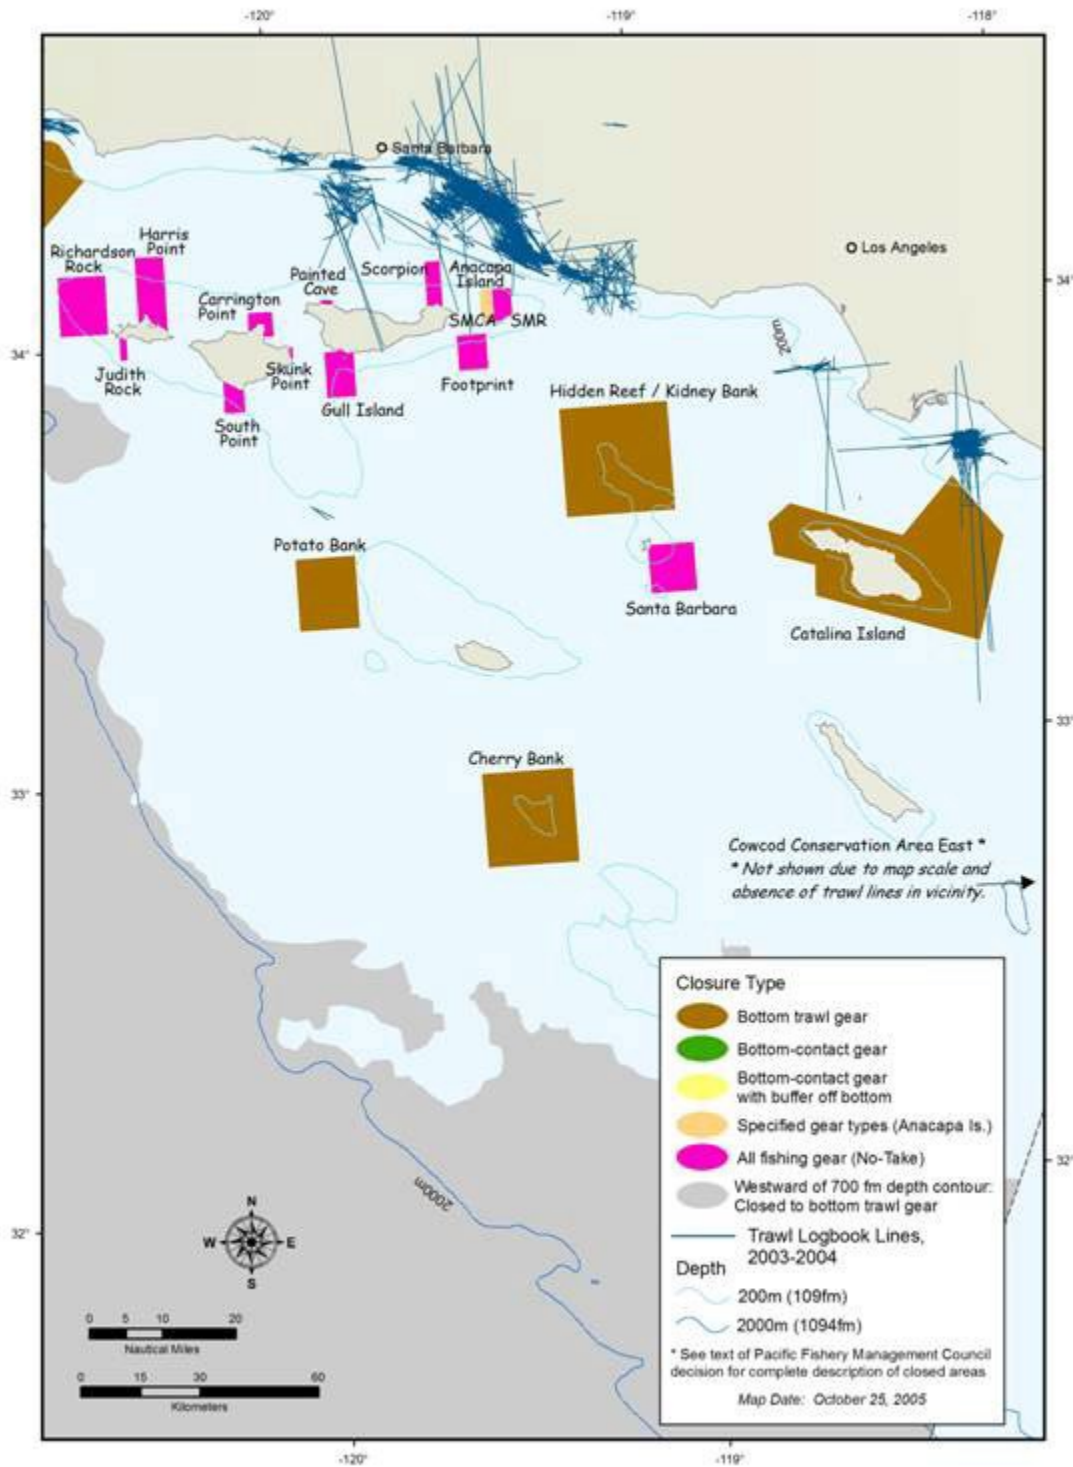 -120°
-119°
-118°
Santa Barbara
Los Angeles
Harris
Point
Richardson
Rock
Painted
Cave
Scorpion
Anacapa
Island
34°
Carrington
Point
SMCA
SMR
200m
34°
Judith
Rock
Skunk
Point
Footprint
Gull Island
South
Point
Hidden Reef / Kidney Bank
Potato Bank
Santa Barbara
Catalina Island
33°
Cherry Bank
33°
Cowcod Conservation Area East *
* Not shown due to map scale and
absence of trawl lines in vicinity.
Closure Type
Bottom trawl gear
Bottom-contact gear
Bottom-contact gear
with buffer off bottom
Specified gear types (Anacapa Is.)
All fishing gear (No-Take)
Westward of 700 fm depth contour:
Closed to bottom trawl gear
Trawl Logbook Lines,
2003-2004
Depth
200m (109fm)
2000m (1094fm)
* See text of Pacific Fishery Management Council
decision for complete description of closed areas
Map Date: October 25, 2005
32°
2000m
32°
N
W E
S
0 5 10 20
Nautical Miles
0 15 30 60
Kilometers
-120°
-119°